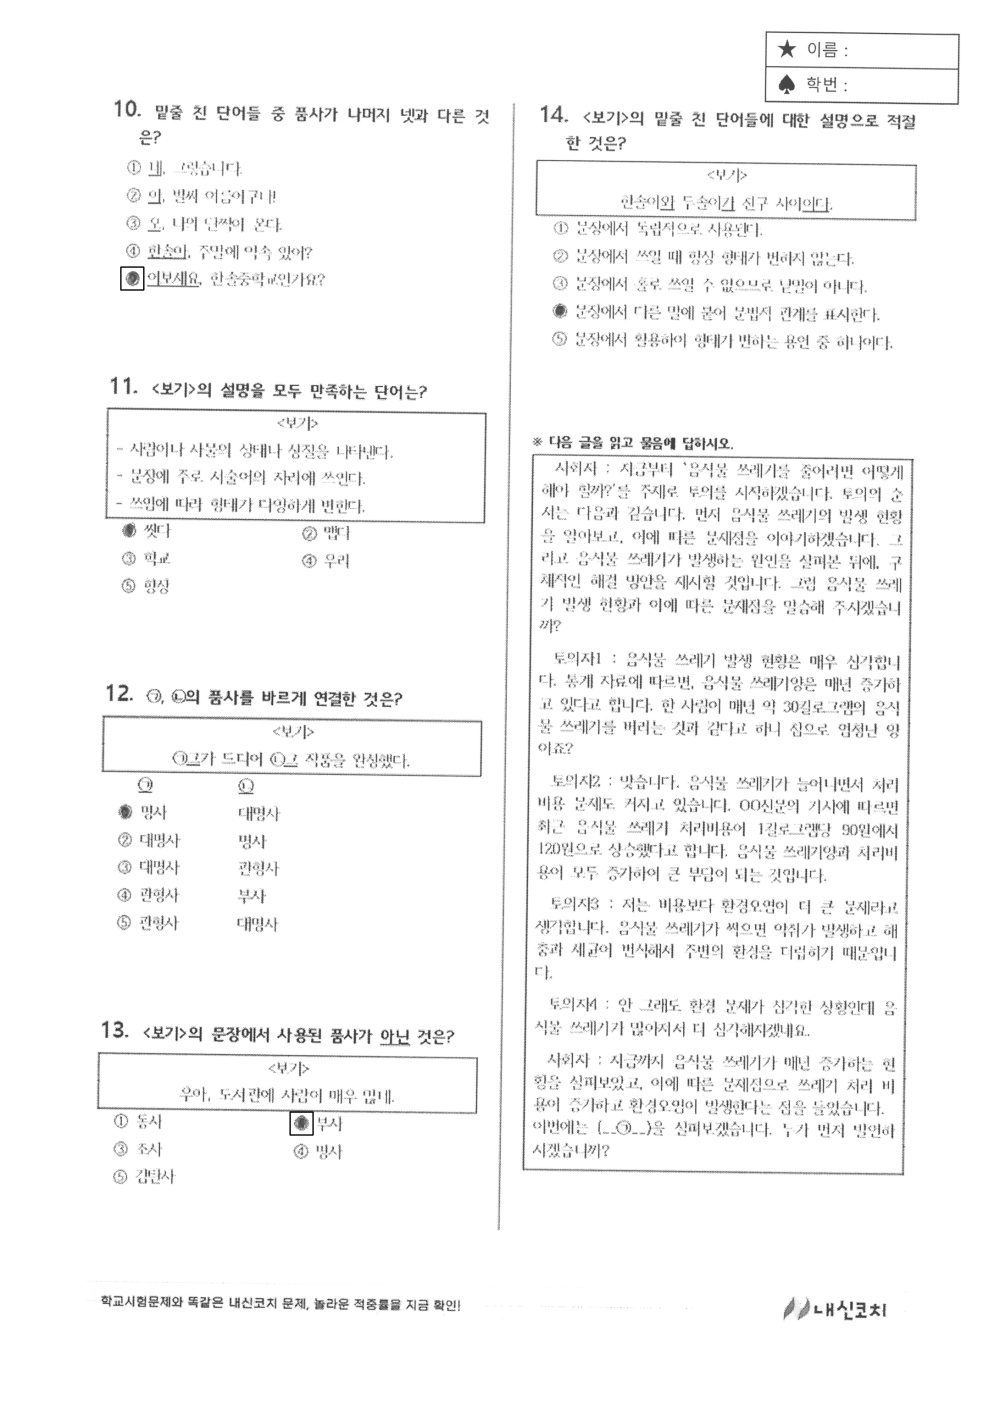 ★ 이름 :
♠ 학번 :
10. 밑줄 친 단어들 중 품사가 나머지 넷과 다른 것
은?
① 네, 그렇습니다.
② 와, 벌써 여름이구나!
③ 오, 나의 단짝이 온다.
④ 한솔아, 주말에 약속 있어?
여보세요, 한솔중학교인가요?
11. <보기>의 설명을 모두 만족하는 단어는?
<보기>
- 사람이나 사물의 상태나 성질을 나타낸다.
- 문장에 주로 서술어의 자리에 쓰인다.
- 쓰임에 따라 형태가 다양하게 변한다.
씻다 ② 맵다
③ 학교 ④ 우리
⑤ 항상
12. ㉠, ㉡의 품사를 바르게 연결한 것은?
<보기>
㉠그가 드디어 ㉡그 작품을 완성했다.
㉠ ㉡
명사 대명사
② 대명사 명사
③ 대명사 관형사
④ 관형사 부사
⑤ 관형사 대명사
13. <보기>의 문장에서 사용된 품사가 아닌 것은?
<보기>
우아, 도서관에 사람이 매우 많네.
① 동사 부사
③ 조사 ④ 명사
⑤ 감탄사
14. <보기>의 밑줄 친 단어들에 대한 설명으로 적절
한 것은?
<보기>
한솔이와 두솔이가 친구 사이이다.
① 문장에서 독립적으로 사용된다.
② 문장에서 쓰일 때 항상 형태가 변하지 않는다.
③ 문장에서 홀로 쓰일 수 없으므로 낱말이 아니다.
문장에서 다른 말에 붙어 문법적 관계를 표시한다.
⑤ 문장에서 활용하여 형태가 변하는 용언 중 하나이다.
※ 다음 글을 읽고 물음에 답하시오.
사회자 : 지금부터 '음식물 쓰레기를 줄이려면 어떻게
해야 할까?'를 주제로 토의를 시작하겠습니다. 토의의 순
서는 다음과 같습니다. 먼저 음식물 쓰레기의 발생 현황
을 알아보고, 이에 따른 문제점을 이야기하겠습니다. 그
리고 음식물 쓰레기가 발생하는 원인을 살펴본 뒤에, 구
체적인 해결 방안을 제시할 것입니다. 그럼 음식물 쓰레
기 발생 현황과 이에 따른 문제점을 말씀해 주시겠습니
까?
토의자1 : 음식물 쓰레기 발생 현황은 매우 심각합니
다. 통계 자료에 따르면, 음식물 쓰레기양은 매년 증가하
고 있다고 합니다. 한 사람이 매년 약 30킬로그램의 음식
물 쓰레기를 버리는 것과 같다고 하니 참으로 엄청난 양
이죠?
토의자2 : 맞습니다. 음식물 쓰레기가 늘어나면서 처리
비용 문제도 커지고 있습니다. OO신문의 기사에 따르면
최근 음식물 쓰레기 처리비용이 1킬로그램당 90원에서
120원으로 상승했다고 합니다. 음식물 쓰레기양과 처리비
용이 모두 증가하여 큰 부담이 되는 것입니다.
토의자3 : 저는 비용보다 환경오염이 더 큰 문제라고
생각합니다. 음식물 쓰레기가 썩으면 악취가 발생하고 해
충과 세균이 번식해서 주변의 환경을 더럽히기 때문입니
다.
토의자4 : 안 그래도 환경 문제가 심각한 상황인데 음
식물 쓰레기가 많아져서 더 심각해지겠네요.
사회자 : 지금까지 음식물 쓰레기가 매년 증가하는 현
황을 살펴보았고, 이에 따른 문제점으로 쓰레기 처리 비
용이 증가하고 환경오염이 발생한다는 점을 들었습니다.
이번에는 (__㉠__)을 살펴보겠습니다. 누가 먼저 발언하
시겠습니까?
학교시험문제와 똑같은 내신코치 문제, 놀라운 적중률을 지금 확인!
내신코치